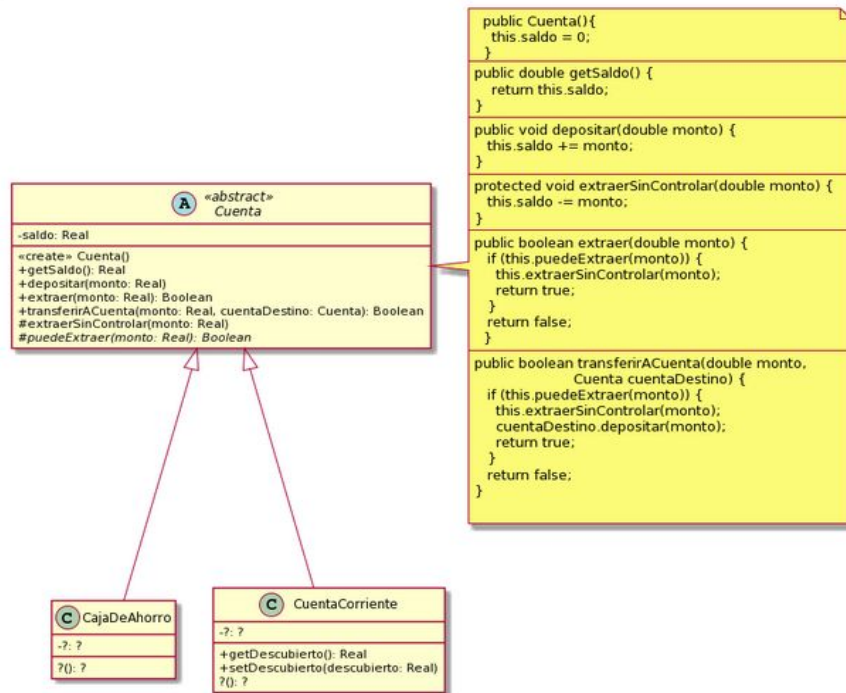 A «abstract»
Cuenta
-saldo: Real
«create» Cuenta()
+getSaldo(): Real
+depositar(monto: Real)
+extraer(monto: Real): Boolean
+transferirACuenta(monto: Real, cuentaDestino: Cuenta): Boolean
#extraerSinControlar(monto: Real)
#puedeExtraer(monto: Real): Boolean
public Cuenta(){
this.saldo = 0;
}
public double getSaldo() {
return this.saldo;
}
public void depositar(double monto) {
this.saldo += monto;
}
protected void extraerSinControlar(double monto) {
this.saldo -= monto;
}
public boolean extraer(double monto) {
if (this.puedeExtraer(monto)) {
this.extraerSinControlar(monto);
return true;
}
return false;
}
public boolean transferirACuenta(double monto,
Cuenta cuentaDestino) {
if (this.puedeExtraer(monto)) {
this.extraerSinControlar(monto);
cuentaDestino.depositar(monto);
return true;
}
return false;
}
C CajaDeAhorro
-?: ?
?(): ?
C CuentaCorriente
-?: ?
+getDescubierto(): Real
+setDescubierto(descubierto: Real)
?(): ?